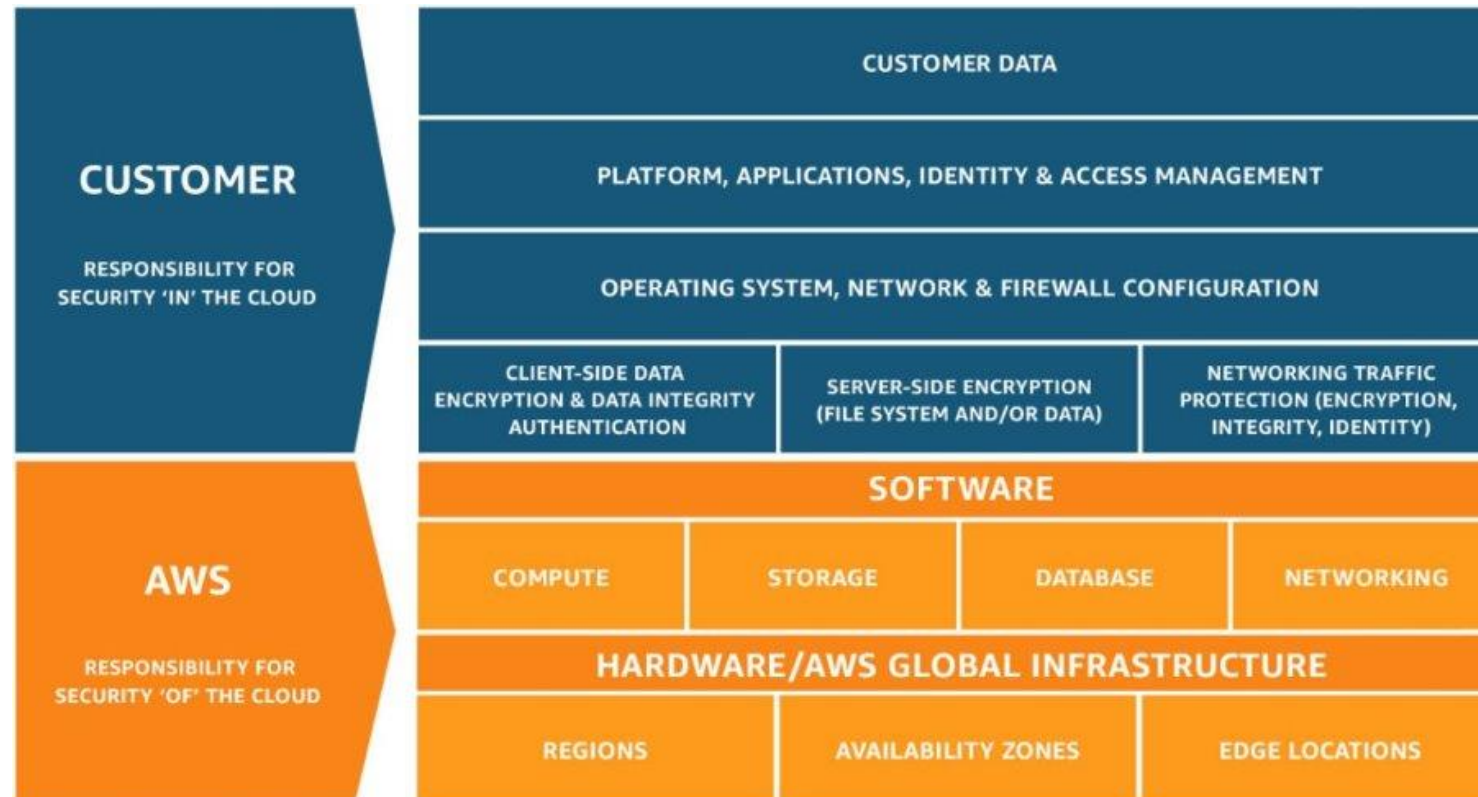 CUSTOMER
RESPONSIBILITY FOR
SECURITY ‘IN’ THE CLOUD
CUSTOMER DATA
PLATFORM, APPLICATIONS, IDENTITY & ACCESS MANAGEMENT
OPERATING SYSTEM, NETWORK & FIREWALL CONFIGURATION
CLIENT-SIDE DATA
ENCRYPTION & DATA INTEGRITY
AUTHENTICATION
SERVER-SIDE ENCRYPTION
(FILE SYSTEM AND/OR DATA)
NETWORKING TRAFFIC
PROTECTION (ENCRYPTION,
INTEGRITY, IDENTITY)
AWS
RESPONSIBILITY FOR
SECURITY ‘OF’ THE CLOUD
SOFTWARE
COMPUTE
STORAGE
DATABASE
NETWORKING
HARDWARE/AWS GLOBAL INFRASTRUCTURE
REGIONS
AVAILABILITY ZONES
EDGE LOCATIONS